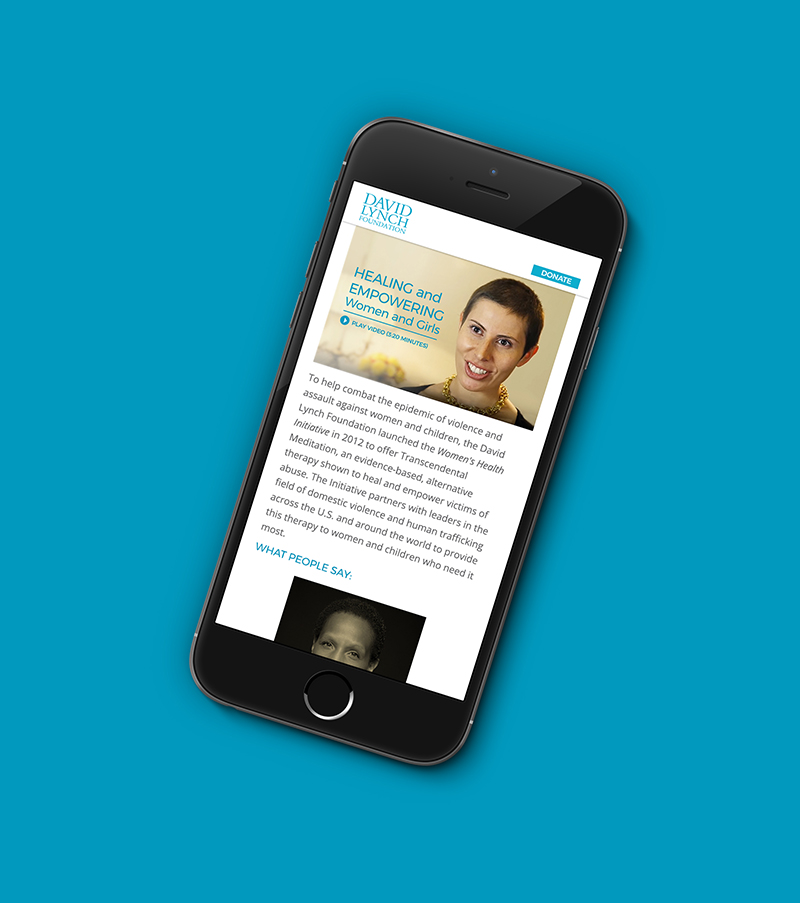 DAVID
LYNCH
FOUNDATION
DONATE
HEALING and
EMPOWERING
Women and Girls
PLAY VIDEO (5:20 MINUTES)
To help combat the epidemic of violence and
assault against women and children, the David
Lynch Foundation launched the Women's Health
Initiative in 2012 to offer Transcendental
Meditation, an evidence-based, alternative
therapy shown to heal and empower victims of
abuse. The Initiative partners with leaders in the
field of domestic violence and human trafficking
across the U.S. and around the world to provide
this therapy to women and children who need it
most.
WHAT PEOPLE SAY: